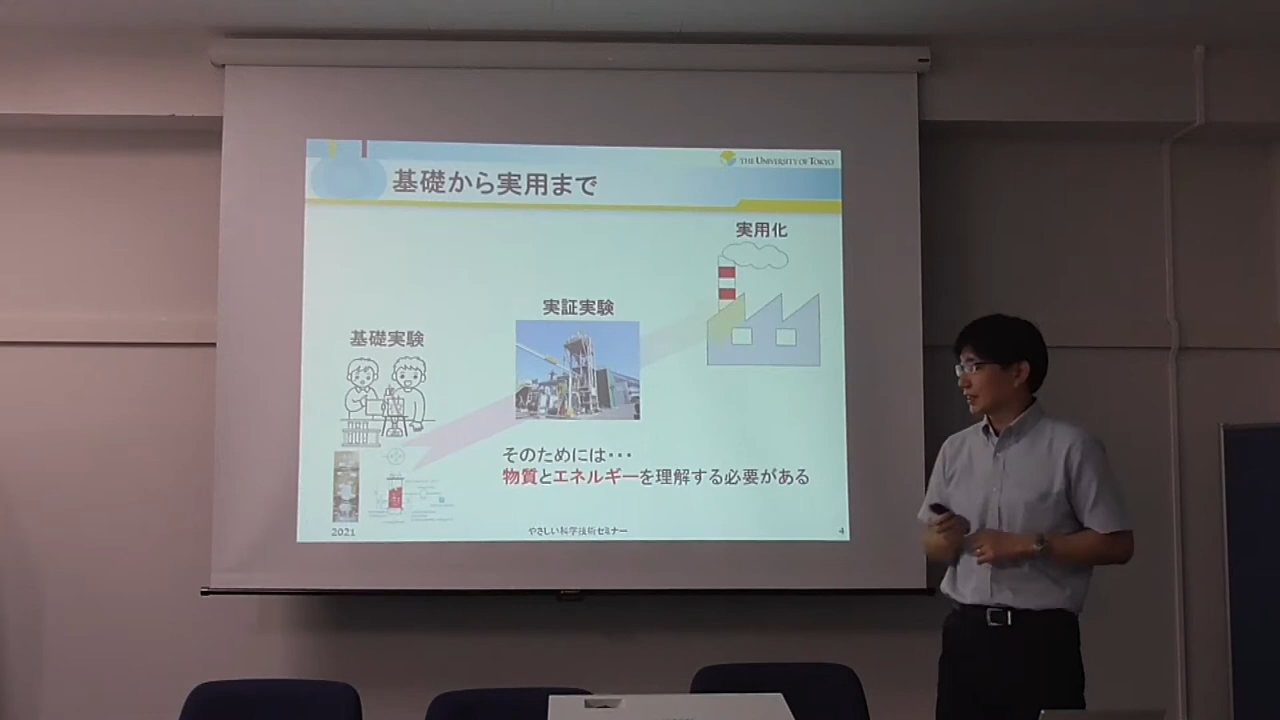 THE UNIVERSITY OF TOKYO
基礎から実用まで
実用化
実証実験
基礎実験
そのためには・・・
物質とエネルギーを理解する必要がある
2021
やさしい科学技術セミナー
4